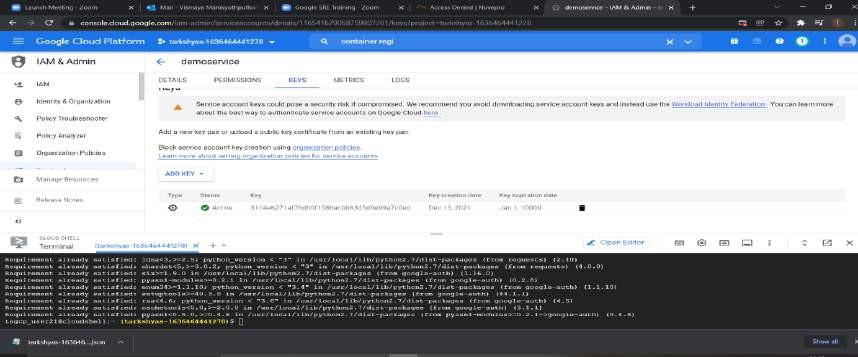 Launch Meeting - Zoom
Mail - Vismaya
Google SRE Training - Zoom
Access Denied | Nuvepro
demoservice - IAM & Admin
console.cloud.google.com/iam-admin/serviceaccounts/details/
Google Cloud Platform
tarkshyas-1636464441278
container regi
IAM & Admin
demoservice
DETAILS PERMISSIONS KEYS METRICS LOGS
Keys
IAM
Identity & Organization
Policy Troubleshooter
Policy Analyzer
Organization Policies
Manage Resources
Release Notes
Service account keys could pose a security risk if compromised. We recommend you avoid downloading service account keys and instead use the Workload Identity Federation. You can learn more
about the best way to authenticate service accounts on Google Cloud here.
Add a new key pair or upload a public key certificate from an existing key pair.
Block service account key creation using organization policies.
Learn more about setting organization policies for service accounts
ADD KEY
Type Status Key Key creation date Key expiration date
Active Dec 13, 2021 Jan 1, 10000
CLOUD SHELL
Terminal (tarkshyas-1636464441278) Open Editor
Requirement already satisfied: idna<3,>=2.5; python_version < "3" in /usr/local/lib/python2.7/dist-packages (from requests) (2.10)
Requirement already satisfied: chardet<5,>=3.0.2; python_version < "3" in /usr/local/lib/python2.7/dist-packages (from requests) (4.0.0)
Requirement already satisfied: six>=1.9.0 in /usr/local/lib/python2.7/dist-packages (from google-auth) (1.16.0)
Requirement already satisfied: pyasn1-modules>=0.2.1 in /usr/local/lib/python2.7/dist-packages (from google-auth) (0.2.8)
Requirement already satisfied: enum34>=1.1.10; python_version < "3.4" in /usr/local/lib/python2.7/dist-packages (from google-auth) (1.1.10)
Requirement already satisfied: setuptools>=40.3.0 in /usr/local/lib/python2.7/dist-packages (from google-auth) (44.1.1)
Requirement already satisfied: rsa<4.6; python_version < "3.6" in /usr/local/lib/python2.7/dist-packages (from google-auth) (4.5)
Requirement already satisfied: cachetools<5.0,>=2.0.0 in /usr/local/lib/python2.7/dist-packages (from google-auth) (3.1.1)
Requirement already satisfied: pyasn1<0.5.0,>=0.4.6 in /usr/local/lib/python2.7/dist-packages (from pyasn1-modules>=0.2.1->google-auth) (0.4.8)
(tarkshyas-1636464441278)$
tarkshyas-163646....json
Show all